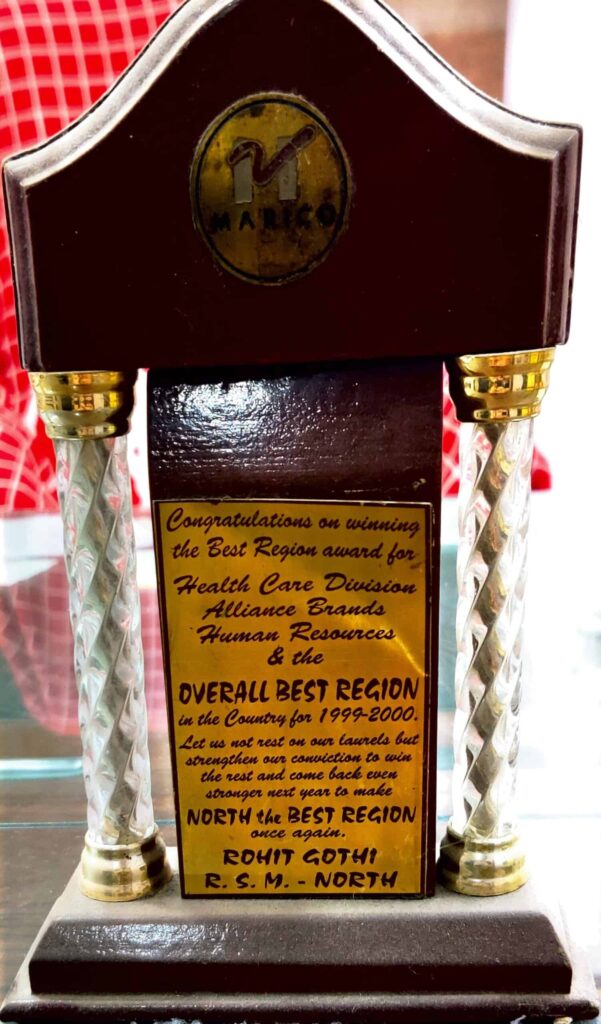 M
MARICO
Congratulations on winning
the Best Region award for
Health Care Division
Alliance Brands
Human Resources
& the
OVERALL BEST REGION
in the Country for 1999-2000.
Let us not rest on our laurels but
strengthen our conviction to win
the rest and come back even
stronger next year to make
NORTH the BEST REGION
once again.
ROHIT GOTHI
R. S. M. - NORTH